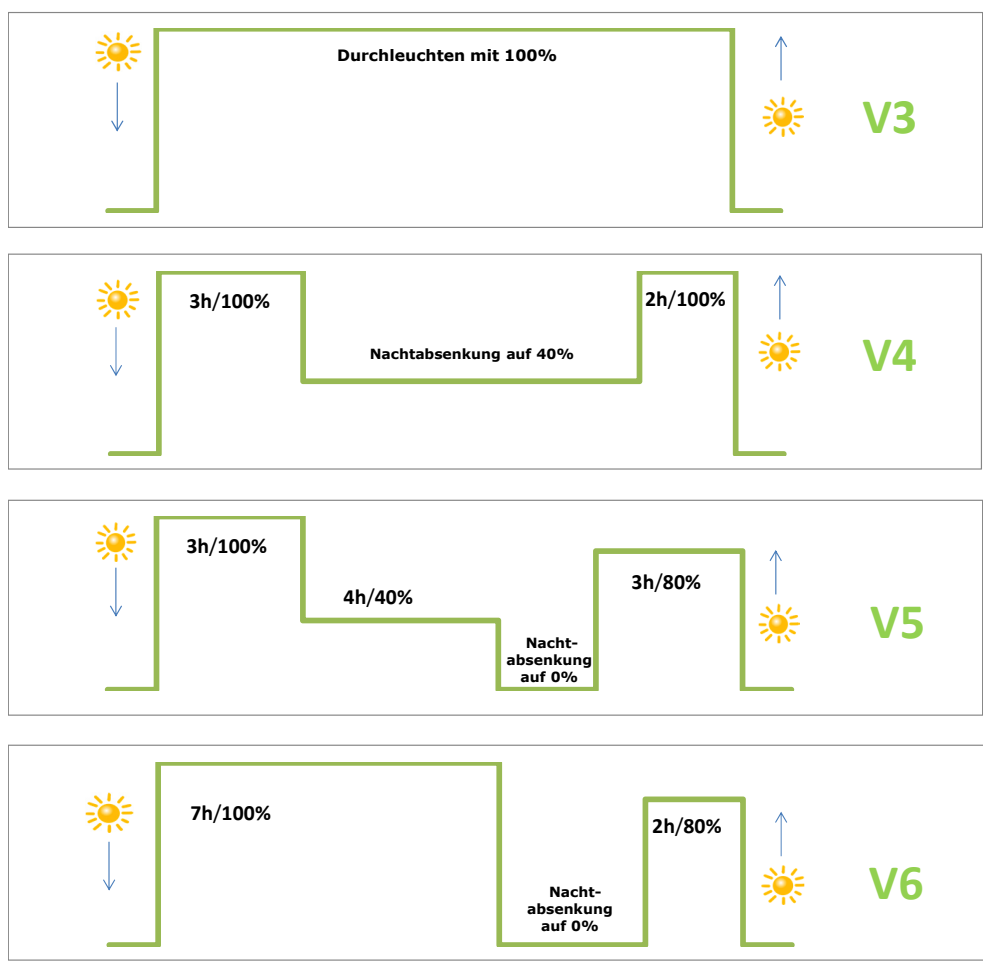 Durchleuchten mit 100%
V3
3h/100%
2h/100%
Nachtabsenkung auf 40%
V4
3h/100%
4h/40%
3h/80%
Nacht-
absenkung
auf 0%
V5
7h/100%
2h/80%
Nacht-
absenkung
auf 0%
V6